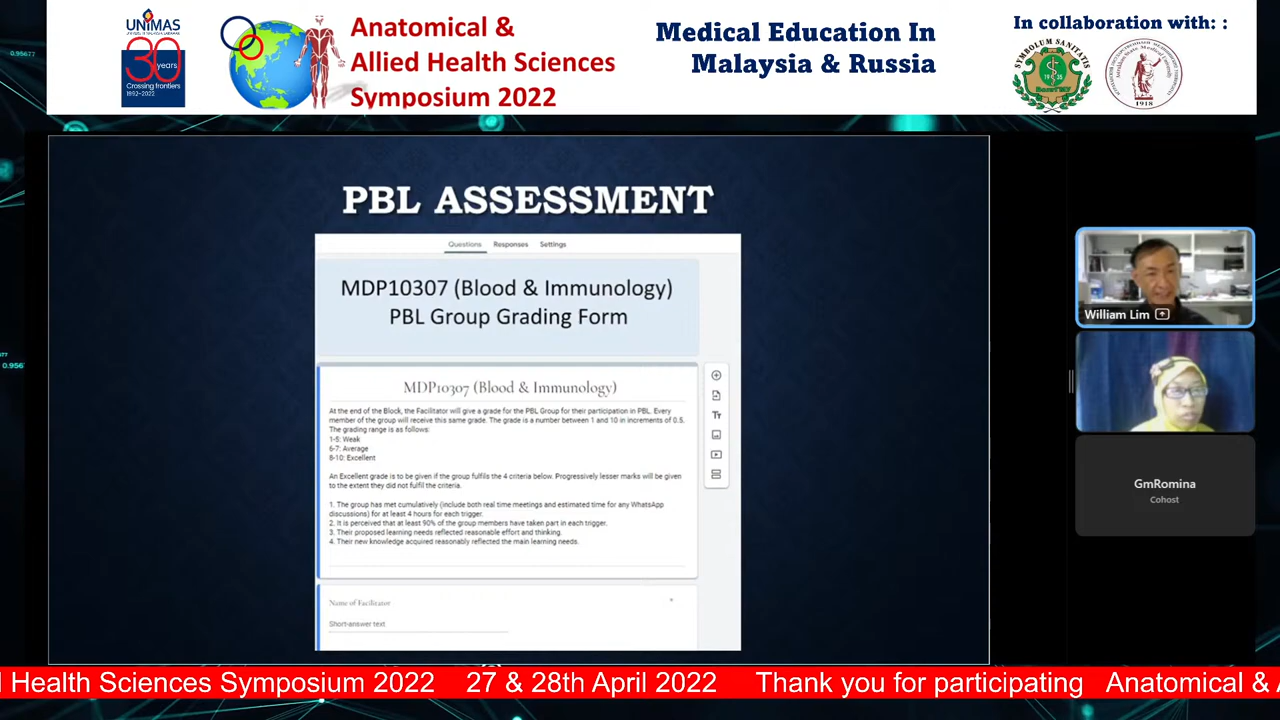 UNIMAS
30
years
Crossing frontiers
1992-2022
Anatomical &
Allied Health Sciences
Symposium 2022
Medical Education In
Malaysia & Russia
In collaboration with: :
SYMBOLUM SANITATIS
1935
1918
PBL ASSESSMENT
Questions Responses Settings
MDP10307 (Blood & Immunology)
PBL Group Grading Form
MDP10307 (Blood & Immunology)
At the end of the Block, the Facilitator will give a grade for the PBL Group for their participation in PBL. Every
member of the group will receive this same grade. The grade is a number between 1 and 10 in increments of 0.5.
The grading range is as follows:
1-5: Weak
6-7: Average
8-10: Excellent
An Excellent grade is to be given if the group fulfils the 4 criteria below. Progressively lesser marks will be given
to the extent they did not fulfil the criteria.
1. The group has met cumulatively (include both real time meetings and estimated time for any WhatsApp
discussions) for at least 4 hours for each trigger.
2. It is perceived that at least 90% of the group members have taken part in each trigger.
3. Their proposed learning needs reflected reasonable effort and thinking.
4. Their new knowledge acquired reasonably reflected the main learning needs.
Name of Facilitator
Short-answer text
William Lim
GmRomina
Cohost
l Health Sciences Symposium 2022 27 & 28th April 2022 Thank you for participating Anatomical & A